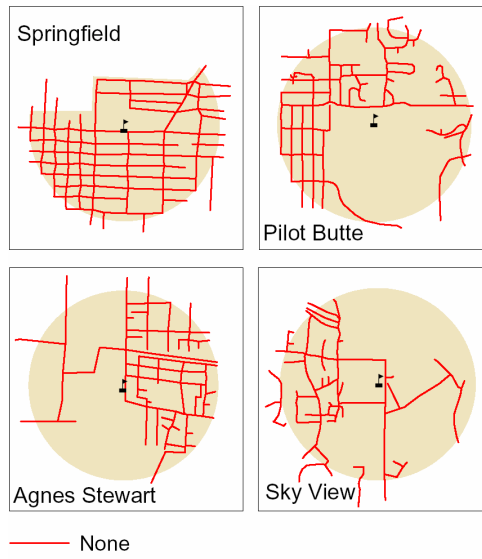 Springfield
Pilot Butte
Agnes Stewart
Sky View
None